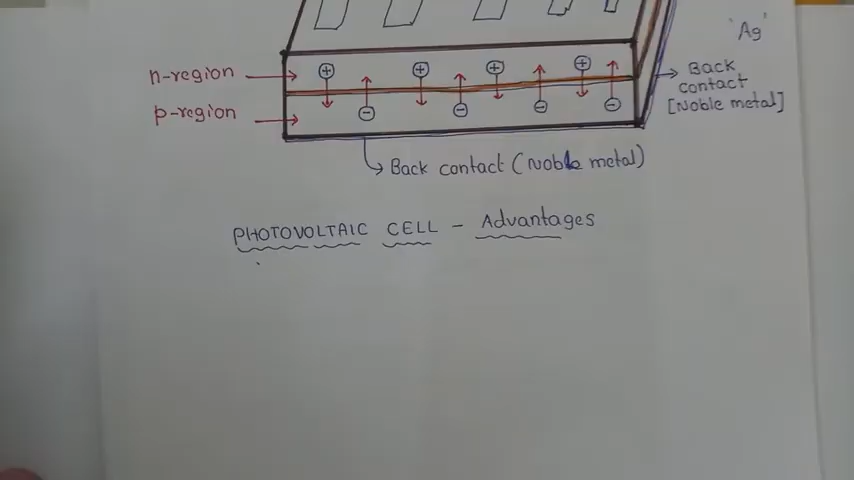 'Ag'
n-region
Back
contact
[Noble metal]
p-region
Back contact (Noble metal)
PHOTOVOLTAIC CELL - Advantages